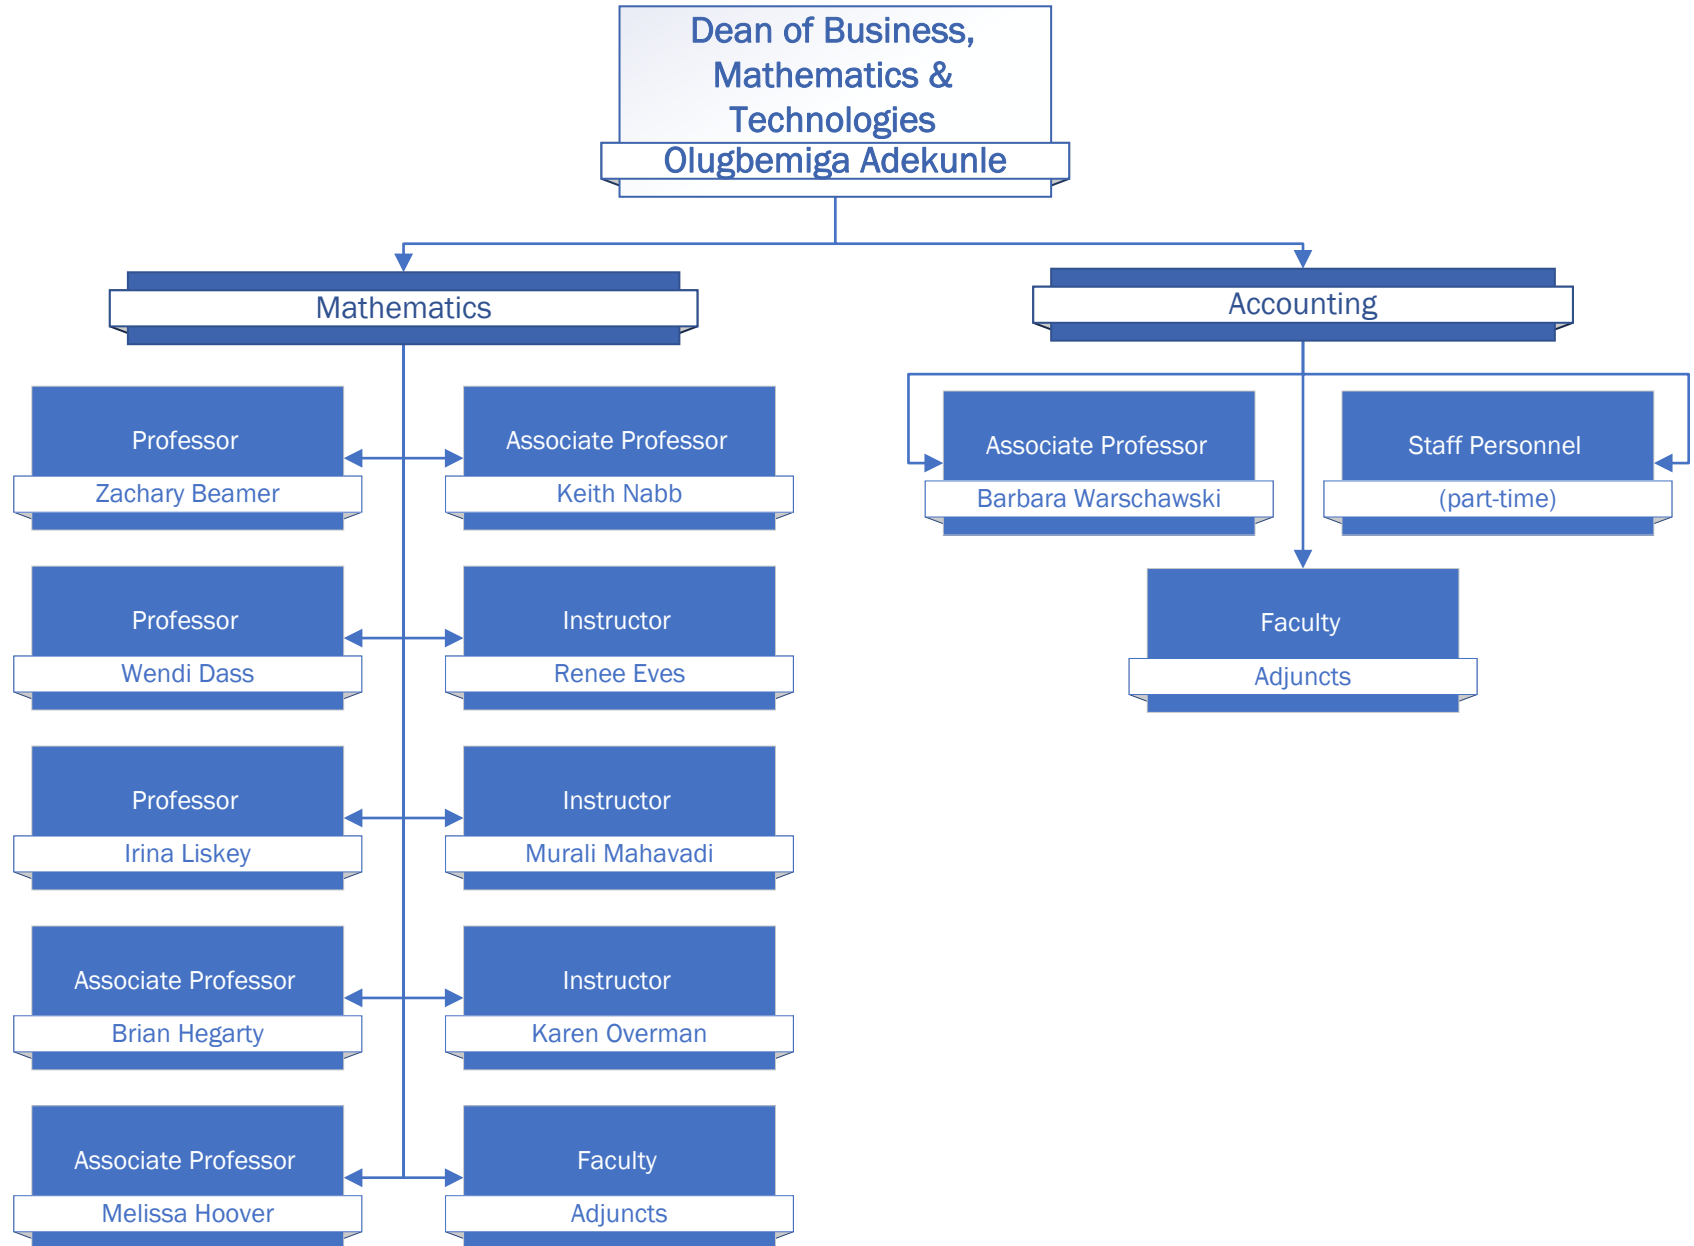 Dean of Business,
Mathematics &
Technologies
Olugbemiga Adekunle
Mathematics
Accounting
Professor
Zachary Beamer
Associate Professor
Keith Nabb
Associate Professor
Barbara Warschawski
Staff Personnel
(part-time)
Professor
Wendi Dass
Instructor
Renee Eves
Faculty
Adjuncts
Professor
Irina Liskey
Instructor
Murali Mahavadi
Associate Professor
Brian Hegarty
Instructor
Karen Overman
Associate Professor
Melissa Hoover
Faculty
Adjuncts